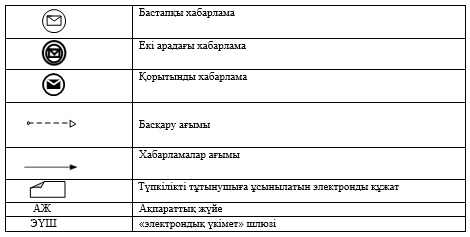 Бастапқы хабарлама
Екі арадағы хабарлама
Қорытынды хабарлама
Басқару ағымы
Хабарламалар ағымы
Түпкілікті тұтынушыға ұсынылатын электронды құжат
АЖ Ақпараттық жүйе
ЭҮШ «электрондық үкімет» шлюзі